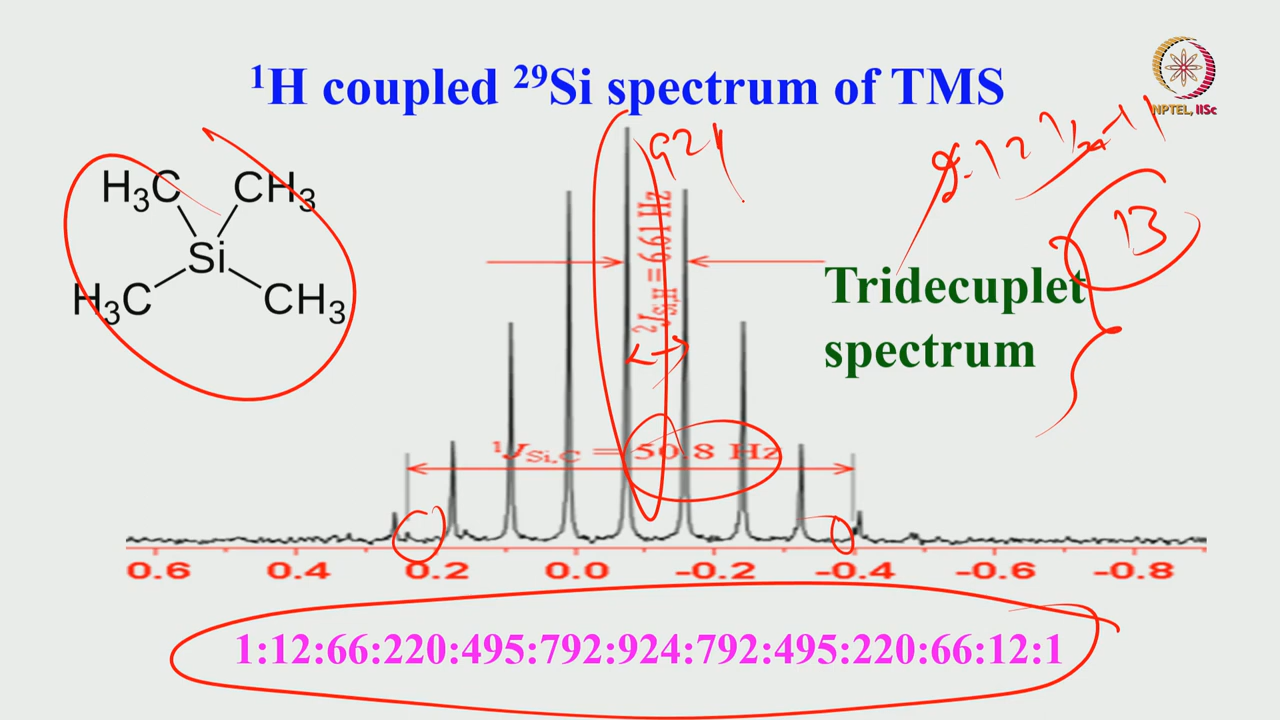 ¹H coupled ²⁹Si spectrum of TMS
NPTEL, IISc
924
H₃C CH₃
Si
H₃C CH₃
²J_Si,H = 6.61 Hz
13
Tridecuplet
spectrum
¹J_Si,C = 50.8 Hz
0.6 0.4 0.2 0.0 -0.2 -0.4 -0.6 -0.8
1:12:66:220:495:792:924:792:495:220:66:12:1